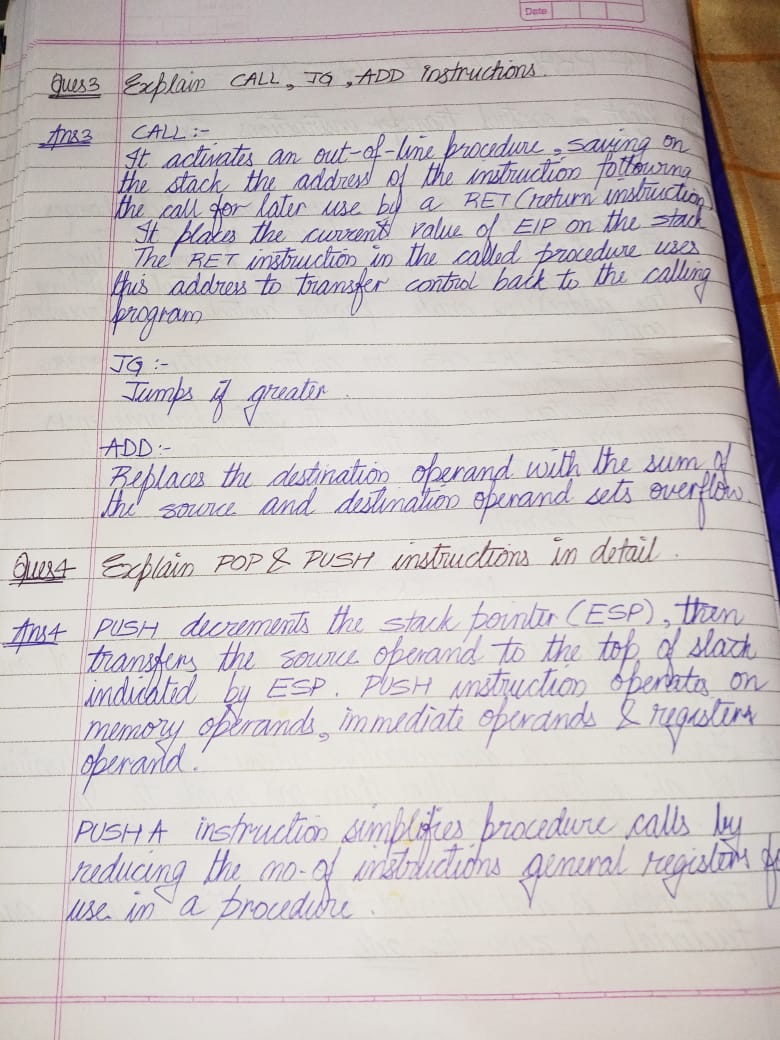 Date
Ques3 Explain CALL, JG, ADD instructions.
Ans3 CALL :-
It activates an out-of-line procedure, saving on
the stack the address of the instruction following
the call for later use by a RET (return instruction)
It places the current value of EIP on the stack
The RET instruction in the called procedure uses
this address to transfer control back to the calling
program
JG :-
Jumps if greater.
ADD :-
Replaces the destination operand with the sum of
the source and destination operand sets overflow.
Ques4 Explain POP & PUSH instructions in detail.
Ans4 PUSH decrements the stack pointer (ESP), then
transfers the source operand to the top of stack
indicated by ESP. PUSH instruction operates on
memory operands, immediate operands & registers
operand.
PUSHA instruction simplifies procedure calls by
reducing the no. of instructions general registers
use in a procedure.